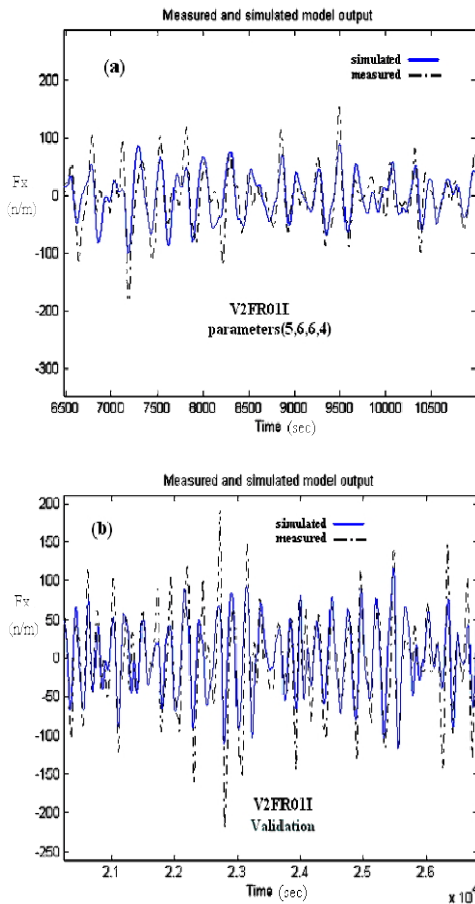 Measured and simulated model output
(a)
simulated
measured
200
100
0
-100
-200
-300
Fx
(n/m)
V2FR01I
parameters(5,6,6,4)
6500 7000 7500 8000 8500 9000 9500 10000 10500
Time (sec)
Measured and simulated model output
(b)
simulated
measured
200
150
100
50
0
-50
-100
-150
-200
-250
Fx
(n/m)
V2FR01I
Validation
2.1 2.2 2.3 2.4 2.5 2.6
Time (sec)